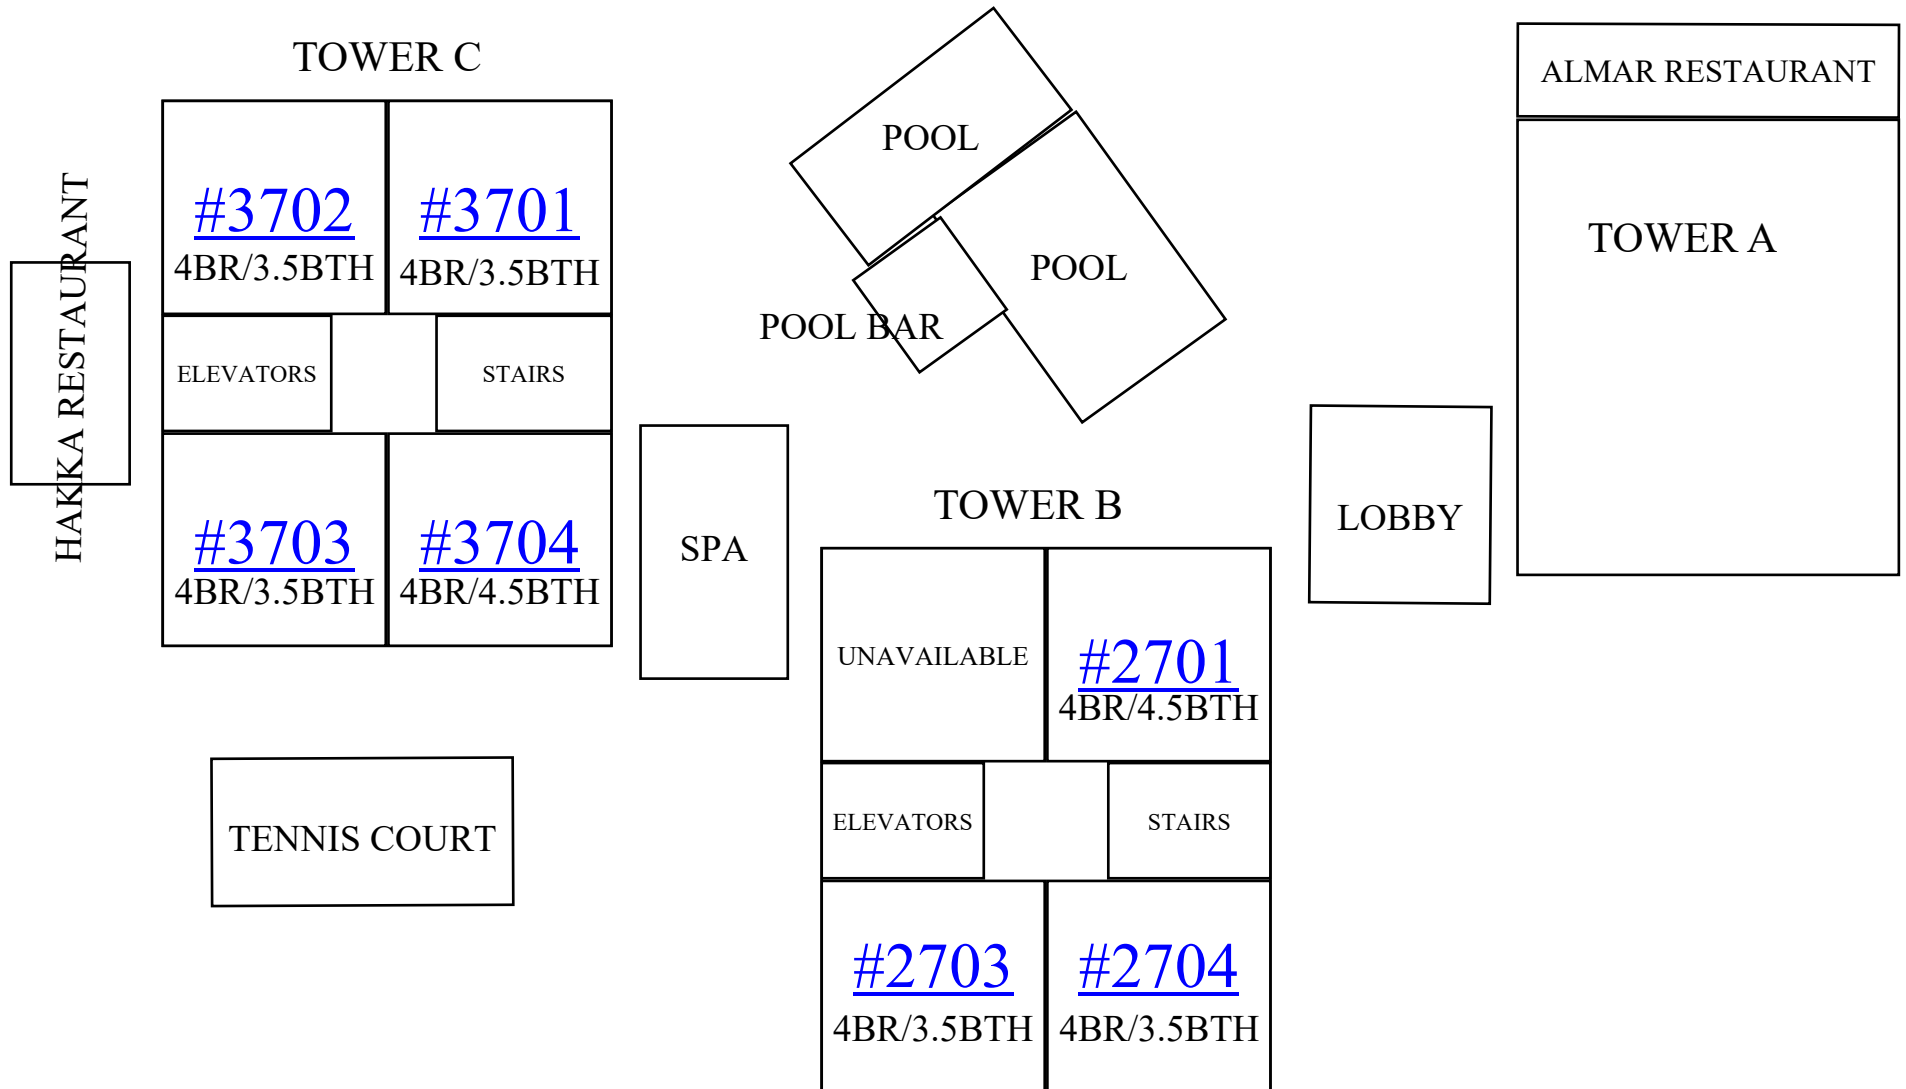 TOWER C
#3702
4BR/3.5BTH
#3701
4BR/3.5BTH
HAKKA RESTAURANT
ELEVATORS
STAIRS
#3703
4BR/3.5BTH
#3704
4BR/4.5BTH
SPA
TENNIS COURT
POOL
POOL
POOL BAR
ALMAR RESTAURANT
TOWER A
LOBBY
TOWER B
UNAVAILABLE
#2701
4BR/4.5BTH
ELEVATORS
STAIRS
#2703
4BR/3.5BTH
#2704
4BR/3.5BTH